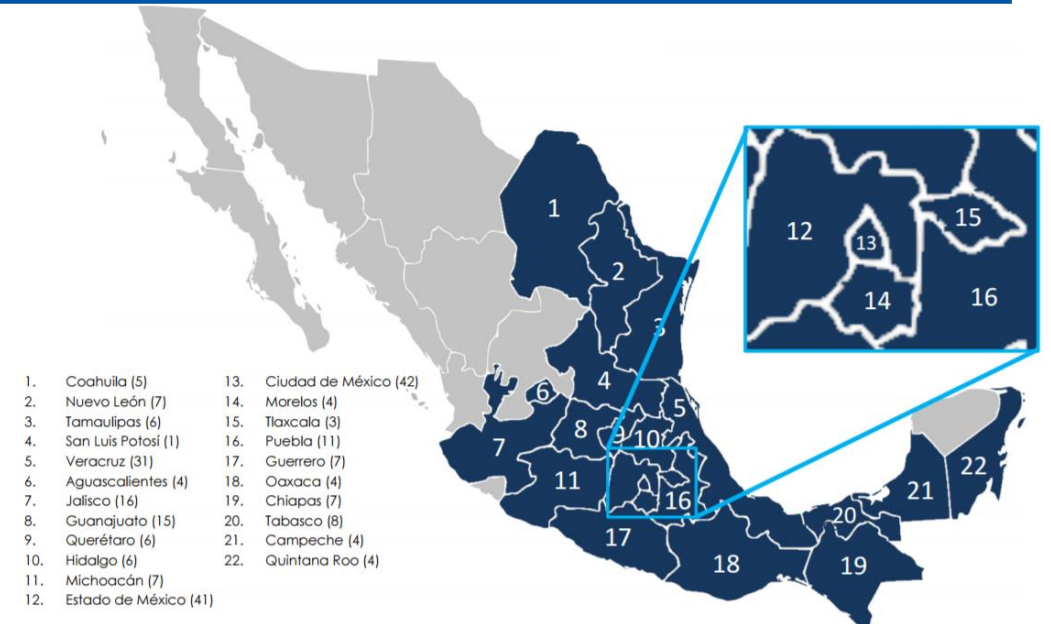 1
2
3
4
5
6
7
8
9
10
11
16
17
18
19
20
21
22
12
13
14
15
16
1. Coahuila (5)
2. Nuevo León (7)
3. Tamaulipas (6)
4. San Luis Potosí (1)
5. Veracruz (31)
6. Aguascalientes (4)
7. Jalisco (16)
8. Guanajuato (15)
9. Querétaro (6)
10. Hidalgo (6)
11. Michoacán (7)
12. Estado de México (41)
13. Ciudad de México (42)
14. Morelos (4)
15. Tlaxcala (3)
16. Puebla (11)
17. Guerrero (7)
18. Oaxaca (4)
19. Chiapas (7)
20. Tabasco (8)
21. Campeche (4)
22. Quintana Roo (4)